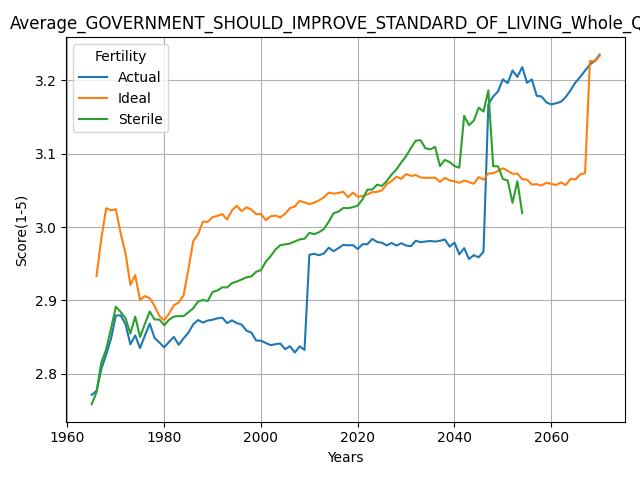 Average_GOVERNMENT_SHOULD_IMPROVE_STANDARD_OF_LIVING_Whole_Q
Fertility
Actual
Ideal
Sterile
Score(1-5)
3.2
3.1
3.0
2.9
2.8
1960 1980 2000 2020 2040 2060
Years